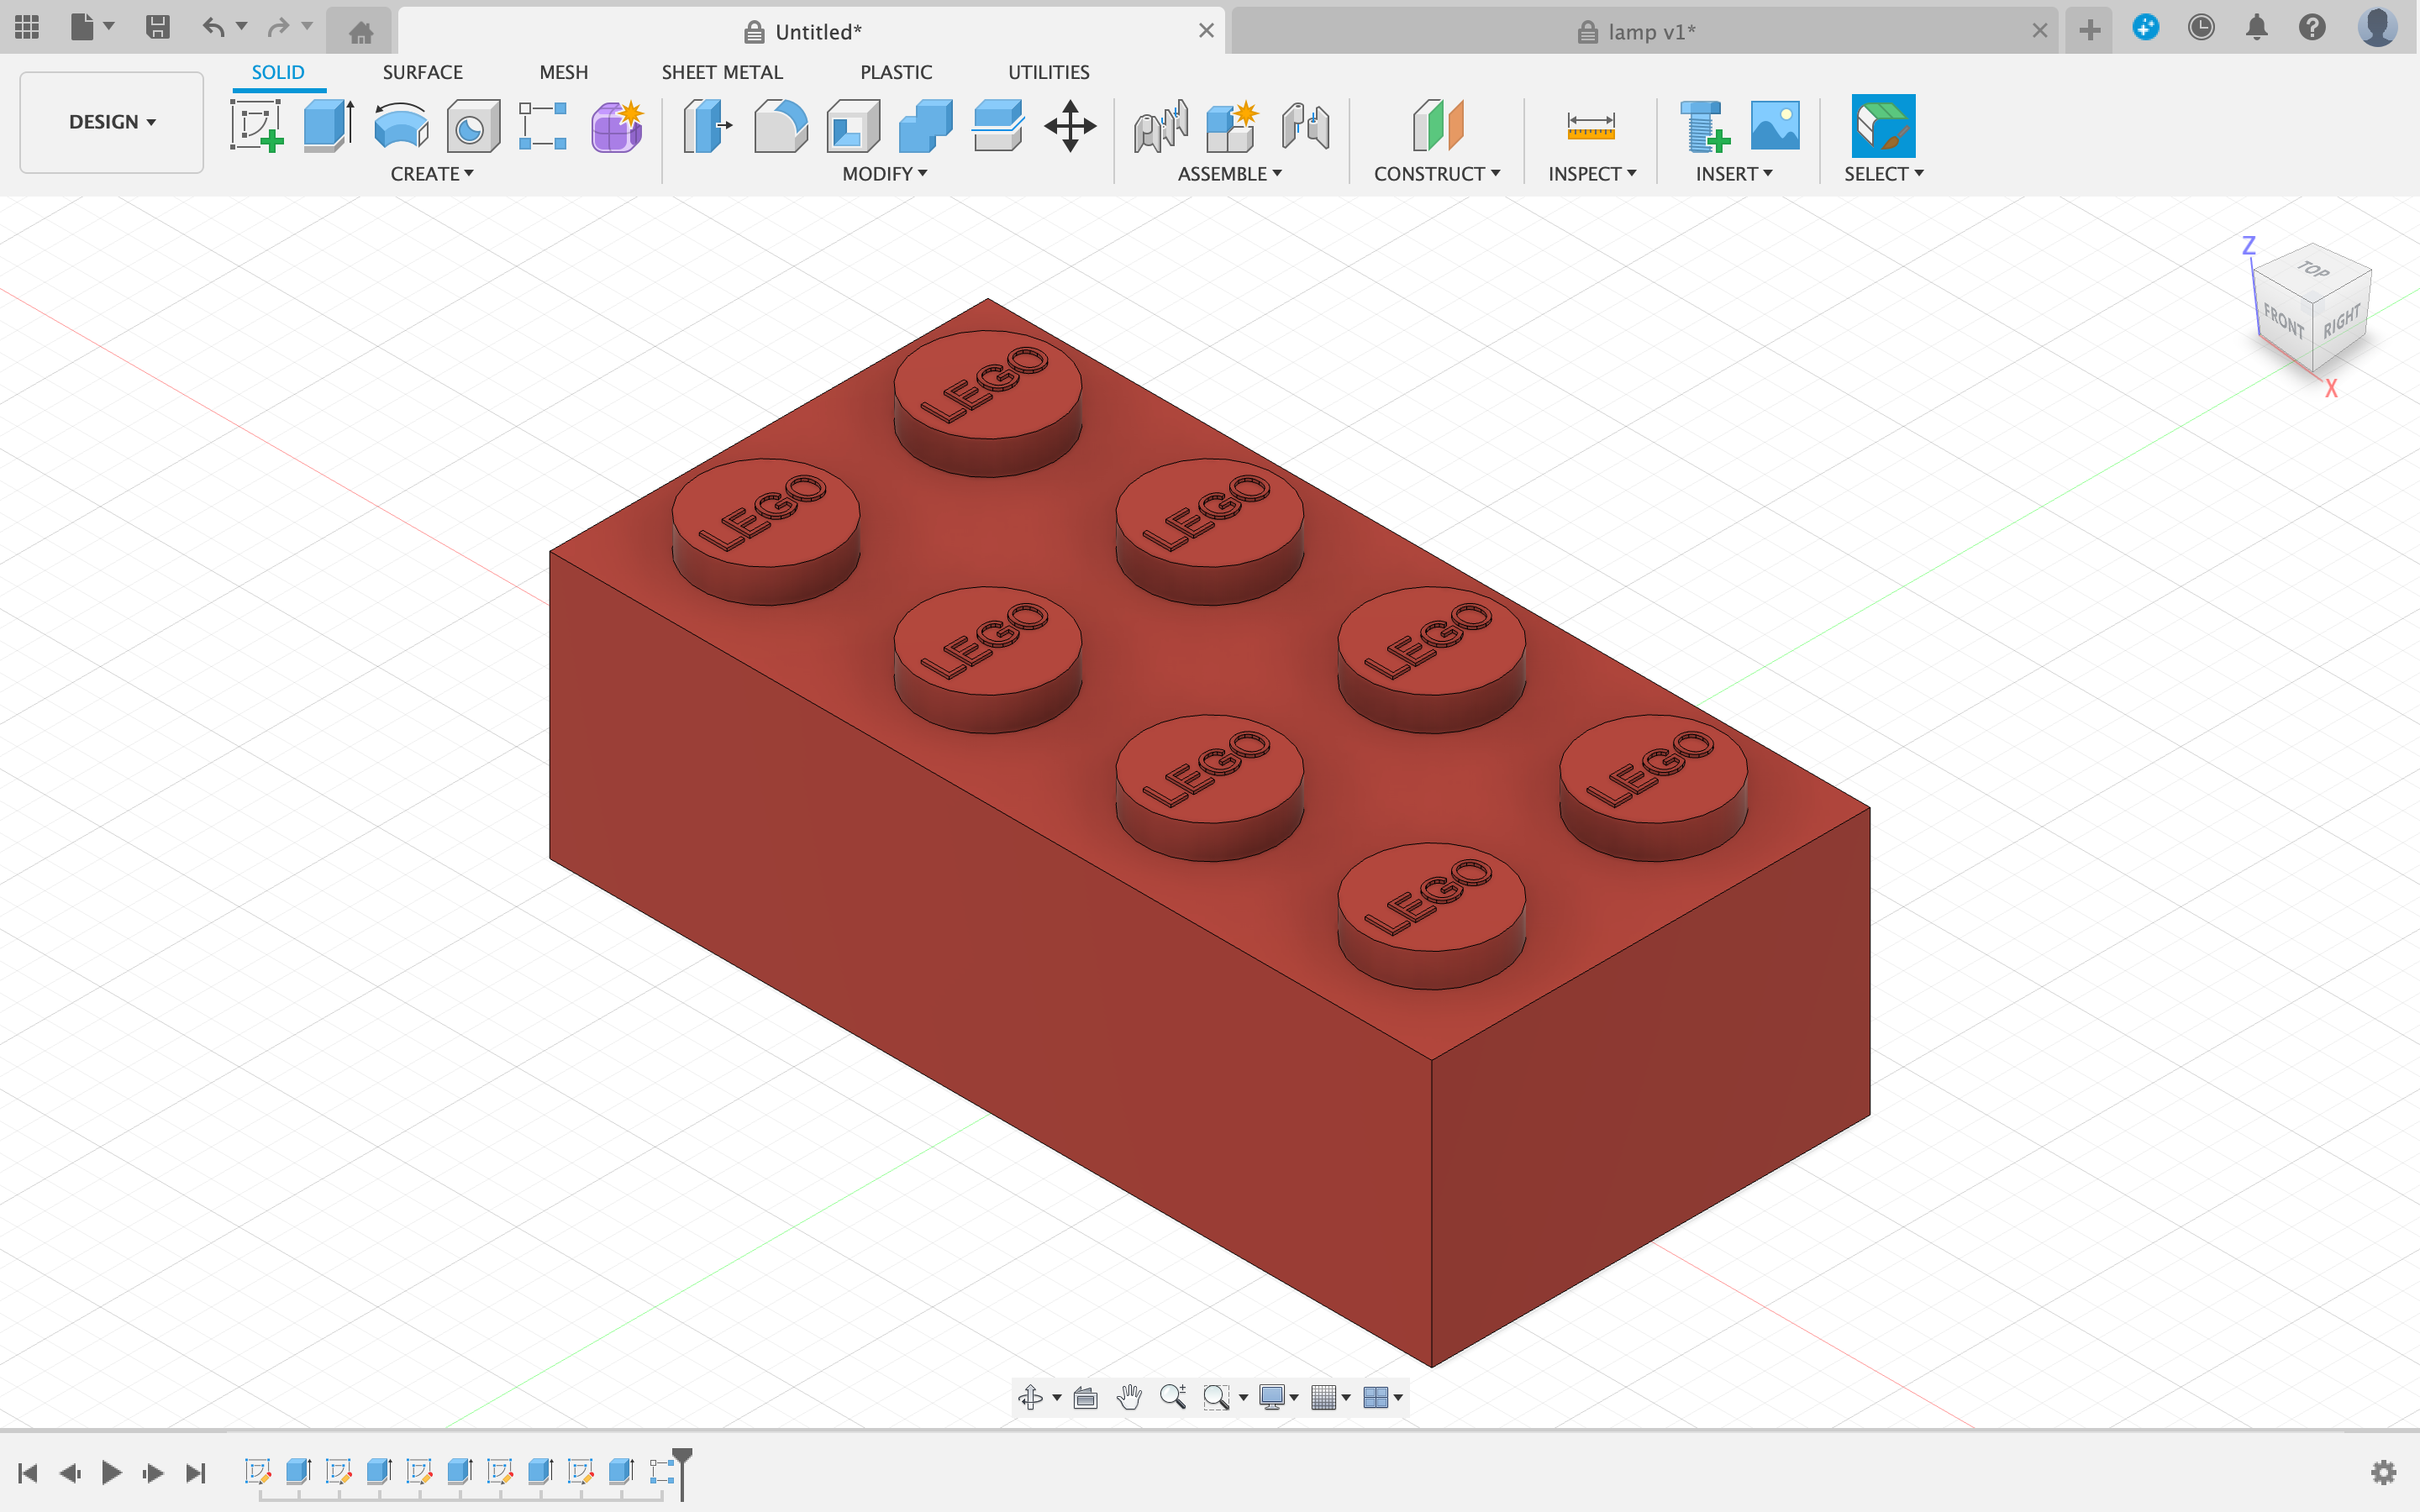 Untitled*
lamp v1*
SOLID
SURFACE
MESH
SHEET METAL
PLASTIC
UTILITIES
DESIGN
CREATE
MODIFY
ASSEMBLE
CONSTRUCT
INSPECT
INSERT
SELECT
Z
TOP
FRONT
RIGHT
X
LEGO
LEGO
LEGO
LEGO
LEGO
LEGO
LEGO
LEGO